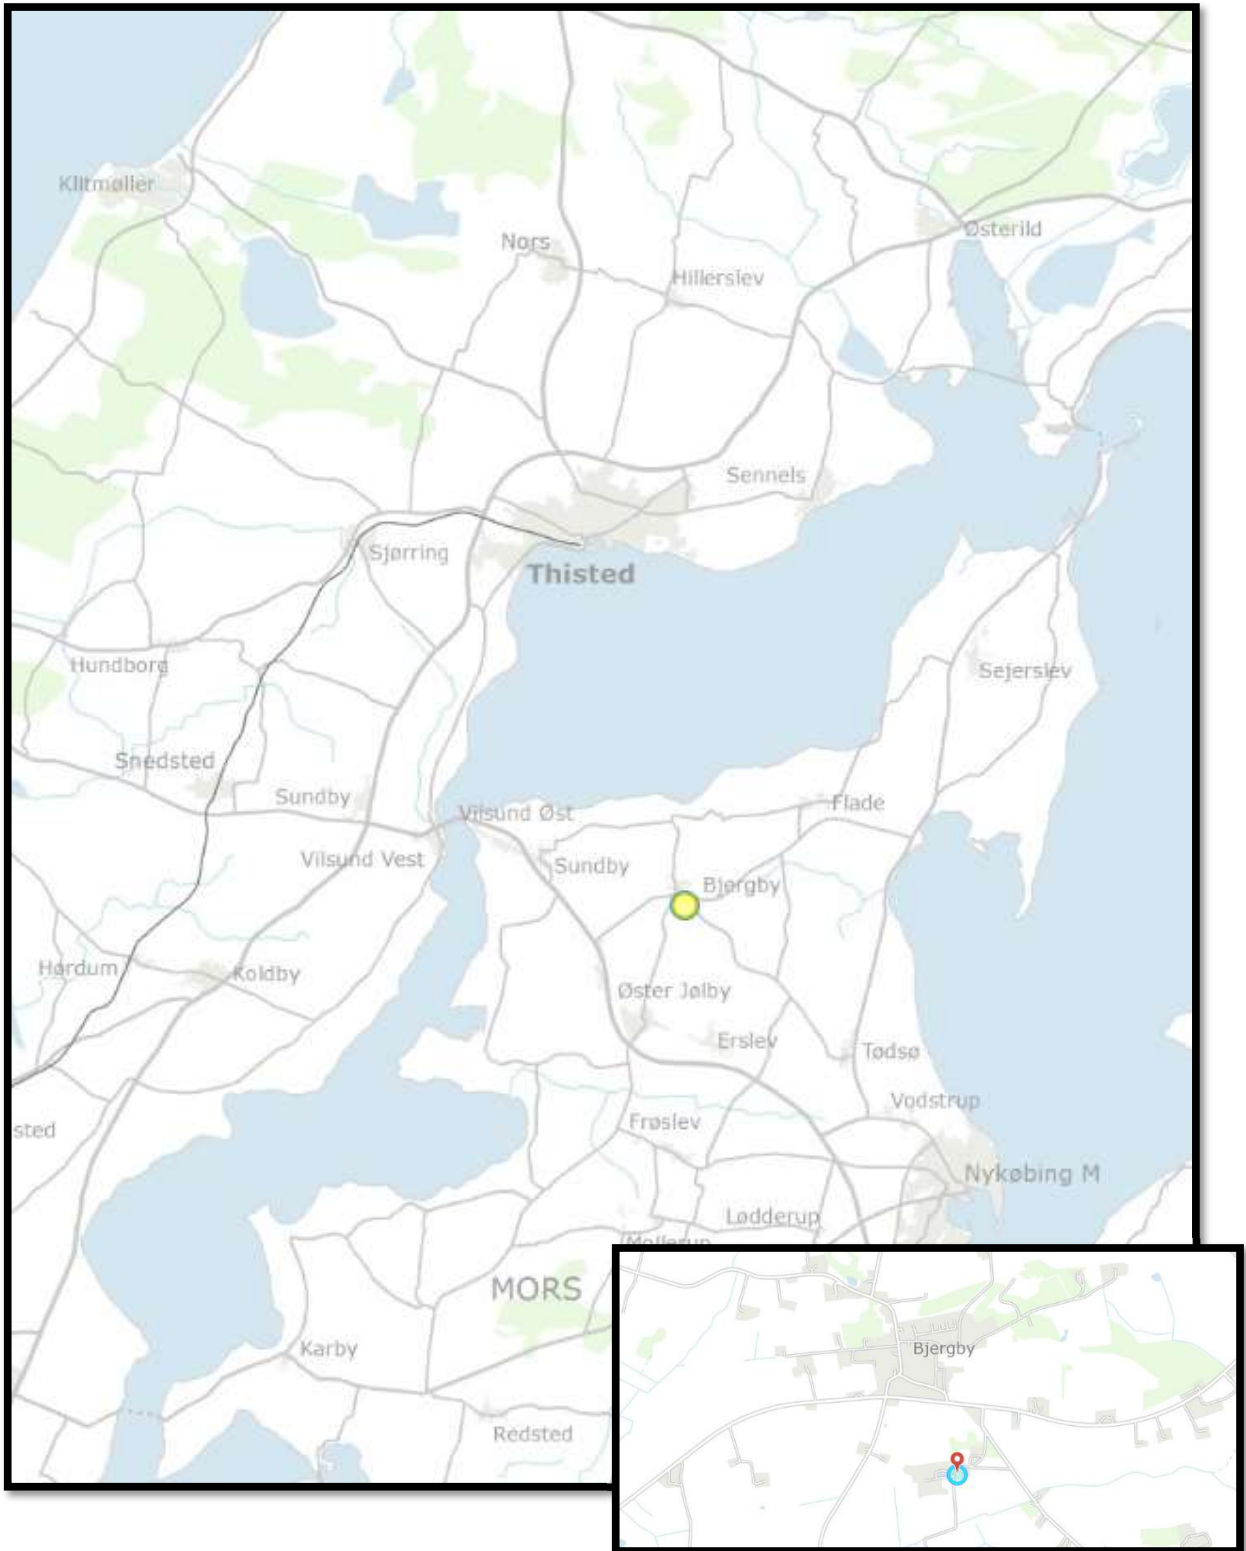 Klitmøller
Nors
Østerild
Hillerslev
Sennels
Sjørring
Thisted
Hundborg
Sejerslev
Snedsted
Sundby
Flade
Vilsund Øst
Vilsund Vest
Sundby
Bjergby
Hørdum
Koldby
Øster Jølby
Erslev
Tødsø
Vodstrup
Frøslev
sted
Nykøbing M
Lødderup
Mollerup
MORS
Karby
Redsted
Bjergby